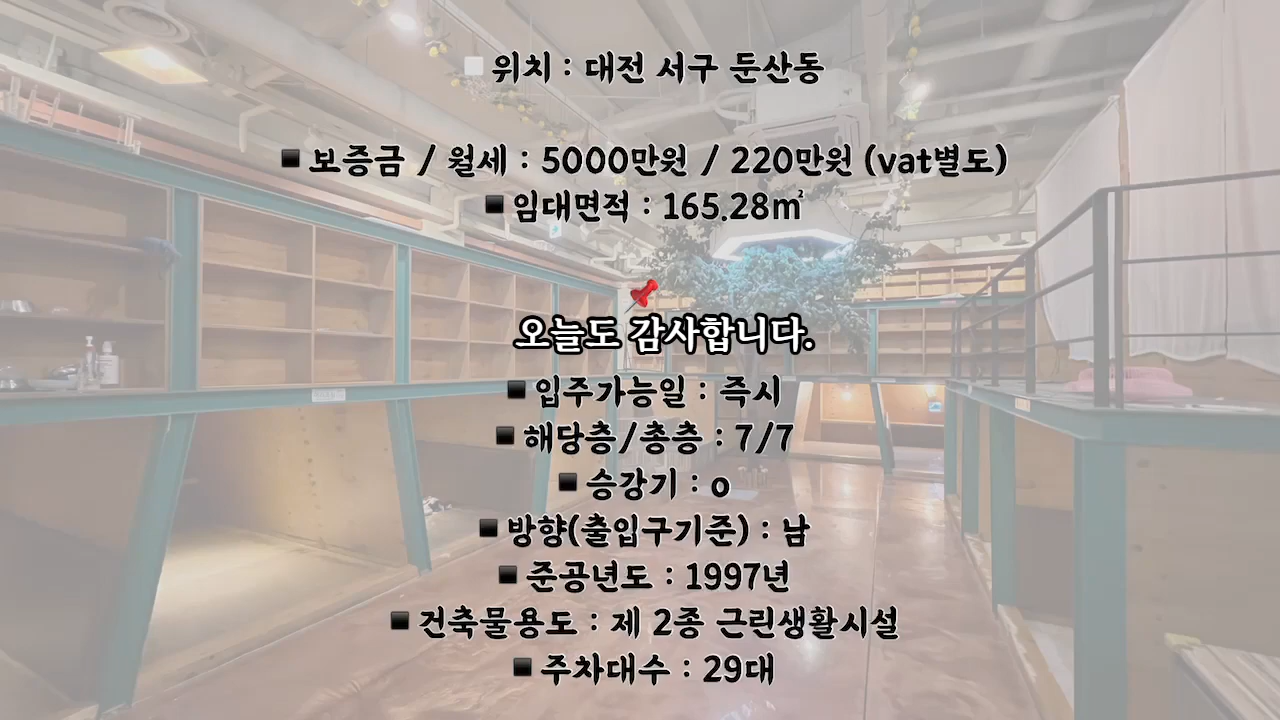 위치 : 대전 서구 둔산동
■ 보증금 / 월세 : 5000만원 / 220만원 (vat별도)
■ 임대면적 : 165.28㎡
오늘도 감사합니다.
■ 입주가능일 : 즉시
■ 해당층/총층 : 7/7
■ 승강기 : o
■ 방향(출입구기준) : 남
■ 준공년도 : 1997년
■ 건축물용도 : 제 2종 근린생활시설
■ 주차대수 : 29대